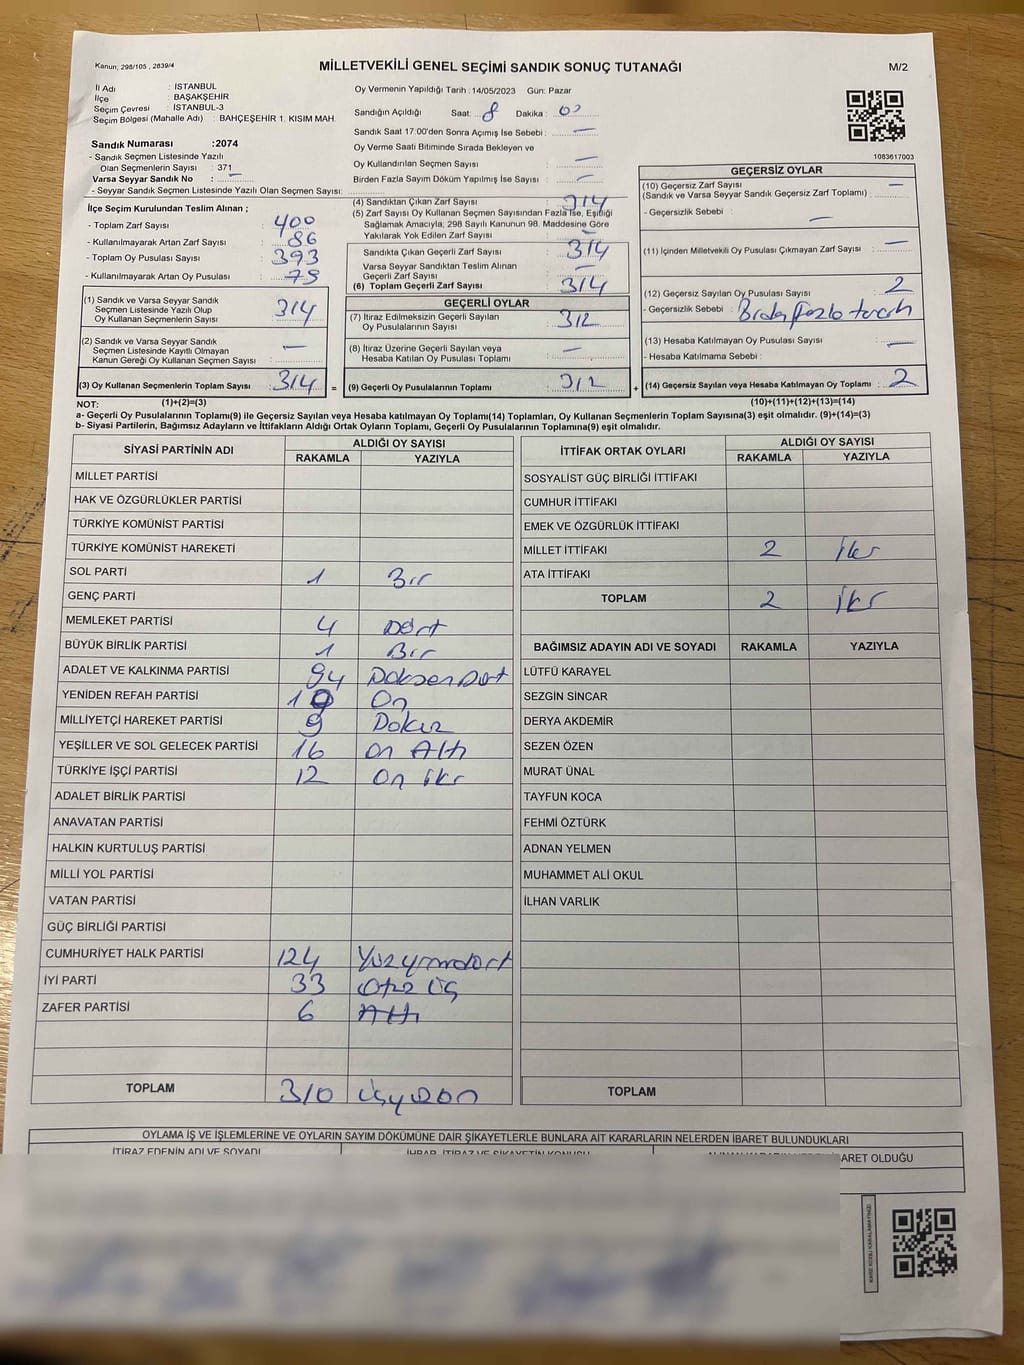 Kanun, 298/105 , 2839/4
MİLLETVEKİLİ GENEL SEÇİMİ SANDIK SONUÇ TUTANAĞI
M/2
İl Adı : İSTANBUL
İlçe : BAŞAKŞEHİR
Seçim Çevresi : İSTANBUL-3
Seçim Bölgesi (Mahalle Adı) : BAHÇEŞEHİR 1. KISIM MAH.
Sandık Numarası :2074
- Sandık Seçmen Listesinde Yazılı
Olan Seçmenlerin Sayısı : 371
Varsa Seyyar Sandık No : —
- Seyyar Sandık Seçmen Listesinde Yazılı Olan Seçmen Sayısı:
Oy Vermenin Yapıldığı Tarih :14/05/2023 Gün: Pazar
Sandığın Açıldığı Saat: 8 Dakika : 00
Sandık Saat 17:00'den Sonra Açımış İse Sebebi : —
Oy Verme Saati Bitiminde Sırada Bekleyen ve
Oy Kullandırılan Seçmen Sayısı —
Birden Fazla Sayım Döküm Yapılmış İse Sayısı : —
1083617003
İlçe Seçim Kurulundan Teslim Alınan ;
- Toplam Zarf Sayısı : 400
- Kullanılmayarak Artan Zarf Sayısı : 86
- Toplam Oy Pusulası Sayısı : 393
- Kullanılmayarak Artan Oy Pusulası : 79
(1) Sandık ve Varsa Seyyar Sandık
Seçmen Listesinde Yazılı Olup
Oy Kullanan Seçmenlerin Sayısı : 314
(2) Sandık ve Varsa Seyyar Sandık
Seçmen Listesinde Kayıtlı Olmayan
Kanun Gereği Oy Kullanan Seçmen Sayısı : —
(3) Oy Kullanan Seçmenlerin Toplam Sayısı : 314
(1)+(2)=(3)
(4) Sandıktan Çıkan Zarf Sayısı : 314
(5) Zarf Sayısı Oy Kullanan Seçmen Sayısından Fazla İse, Eşitliği
Sağlamak Amacıyla; 298 Sayılı Kanunun 98. Maddesine Göre
Yakılarak Yok Edilen Zarf Sayısı : —
Sandıkta Çıkan Geçerli Zarf Sayısı : 314
Varsa Seyyar Sandıktan Teslim Alınan
Geçerli Zarf Sayısı : —
(6) Toplam Geçerli Zarf Sayısı : 314
GEÇERLİ OYLAR
(7) İtiraz Edilmeksizin Geçerli Sayılan
Oy Pusulalarının Sayısı : 312
(8) İtiraz Üzerine Geçerli Sayılan veya
Hesaba Katılan Oy Pusulası Toplamı : —
= (9) Geçerli Oy Pusulalarının Toplamı : 312
GEÇERSİZ OYLAR
(10) Geçersiz Zarf Sayısı
(Sandık ve Varsa Seyyar Sandık Geçersiz Zarf Toplamı) : —
- Geçersizlik Sebebi : —
(11) İçinden Milletvekili Oy Pusulası Çıkmayan Zarf Sayısı : —
(12) Geçersiz Sayılan Oy Pusulası Sayısı : 2
- Geçersizlik Sebebi : Birden fazla tercih
(13) Hesaba Katılmayan Oy Pusulası Sayısı : —
- Hesaba Katılmama Sebebi :
+ (14) Geçersiz Sayılan veya Hesaba Katılmayan Oy Toplamı : 2
(10)+(11)+(12)+(13)=(14)
NOT:
a- Geçerli Oy Pusulalarının Toplamı(9) ile Geçersiz Sayılan veya Hesaba katılmayan Oy Toplamı(14) Toplamları, Oy Kullanan Seçmenlerin Toplam Sayısına(3) eşit olmalıdır. (9)+(14)=(3)
b- Siyasi Partilerin, Bağımsız Adayların ve İttifakların Aldığı Ortak Oyların Toplamı, Geçerli Oy Pusulalarının Toplamına(9) eşit olmalıdır.
SİYASİ PARTİNİN ADI ALDIĞI OY SAYISI
RAKAMLA YAZIYLA
MİLLET PARTİSİ
HAK VE ÖZGÜRLÜKLER PARTİSİ
TÜRKİYE KOMÜNİST PARTİSİ
TÜRKİYE KOMÜNİST HAREKETİ
SOL PARTİ 1 Bir
GENÇ PARTİ
MEMLEKET PARTİSİ 4 Dört
BÜYÜK BİRLİK PARTİSİ 1 Bir
ADALET VE KALKINMA PARTİSİ 94 Doksan Dört
YENİDEN REFAH PARTİSİ 10 On
MİLLİYETÇİ HAREKET PARTİSİ 9 Dokuz
YEŞİLLER VE SOL GELECEK PARTİSİ 16 On Altı
TÜRKİYE İŞÇİ PARTİSİ 12 On iki
ADALET BİRLİK PARTİSİ
ANAVATAN PARTİSİ
HALKIN KURTULUŞ PARTİSİ
MİLLİ YOL PARTİSİ
VATAN PARTİSİ
GÜÇ BİRLİĞİ PARTİSİ
CUMHURİYET HALK PARTİSİ 124 Yüzyirmidört
İYİ PARTİ 33 Otuz üç
ZAFER PARTİSİ 6 Altı
TOPLAM 310 üçyüzon
İTTİFAK ORTAK OYLARI ALDIĞI OY SAYISI
RAKAMLA YAZIYLA
SOSYALİST GÜÇ BİRLİĞİ İTTİFAKI
CUMHUR İTTİFAKI
EMEK VE ÖZGÜRLÜK İTTİFAKI
MİLLET İTTİFAKI 2 İki
ATA İTTİFAKI
TOPLAM 2 İki
BAĞIMSIZ ADAYIN ADI VE SOYADI RAKAMLA YAZIYLA
LÜTFÜ KARAYEL
SEZGİN SİNCAR
DERYA AKDEMİR
SEZEN ÖZEN
MURAT ÜNAL
TAYFUN KOCA
FEHMİ ÖZTÜRK
ADNAN YELMEN
MUHAMMET ALİ OKUL
İLHAN VARLIK
TOPLAM
OYLAMA İŞ VE İŞLEMLERİNE VE OYLARIN SAYIM DÖKÜMÜNE DAİR ŞİKAYETLERLE BUNLARA AİT KARARLARIN NELERDEN İBARET BULUNDUKLARI
İTİRAZ EDENİN ADI VE SOYADI İHBAR, İTİRAZ VE ŞİKAYETİN KONUSU İBARET OLDUĞU